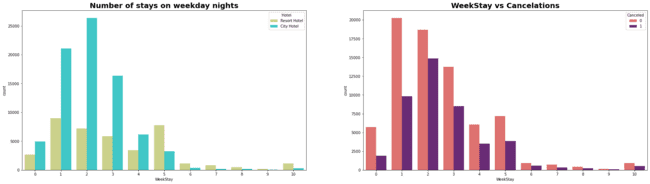 Number of stays on weekday nights
Hotel
Resort Hotel
City Hotel
25000
20000
15000
10000
5000
0
count
0 1 2 3 4 5 6 7 8 9 10
WeekStay
WeekStay vs Cancelations
Canceled
0
1
20000
17500
15000
12500
10000
7500
5000
2500
0
count
0 1 2 3 4 5 6 7 8 9 10
WeekStay